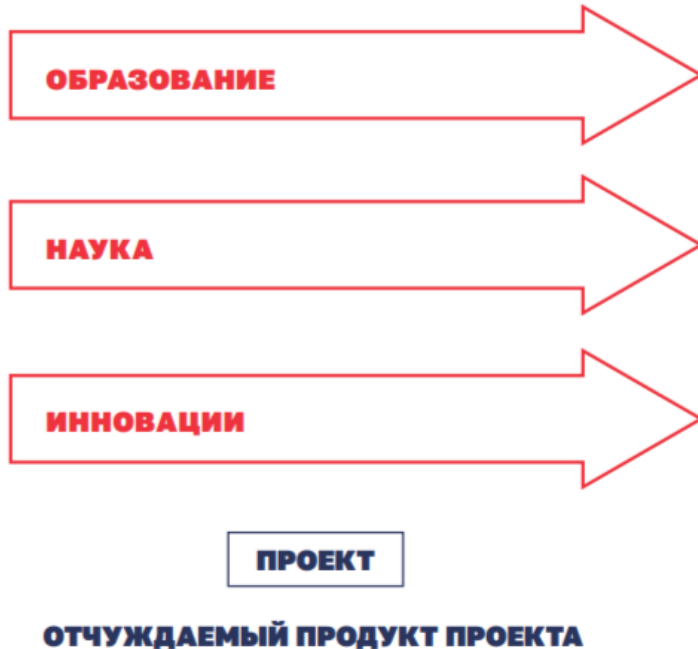 ОБРАЗОВАНИЕ
НАУКА
ИННОВАЦИИ
ПРОЕКТ
ОТЧУЖДАЕМЫЙ ПРОДУКТ ПРОЕКТА